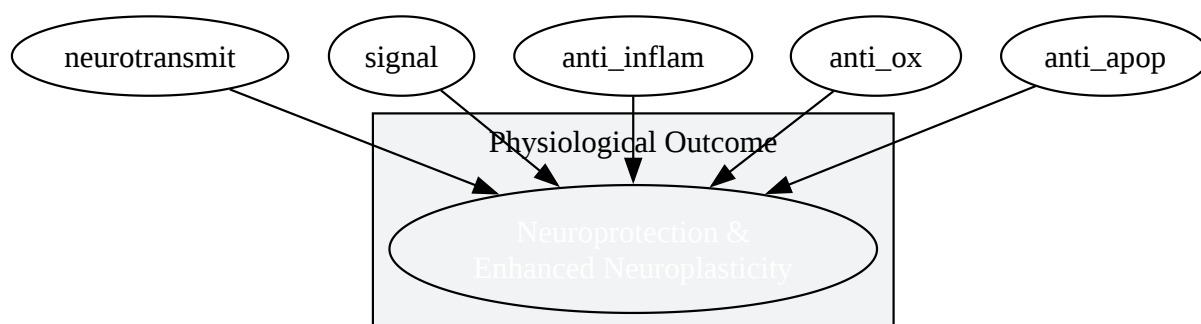 neurotransmit
signal
anti_inflam
anti_ox
anti_apop
Physiological Outcome
Neuroprotection &
Enhanced Neuroplasticity